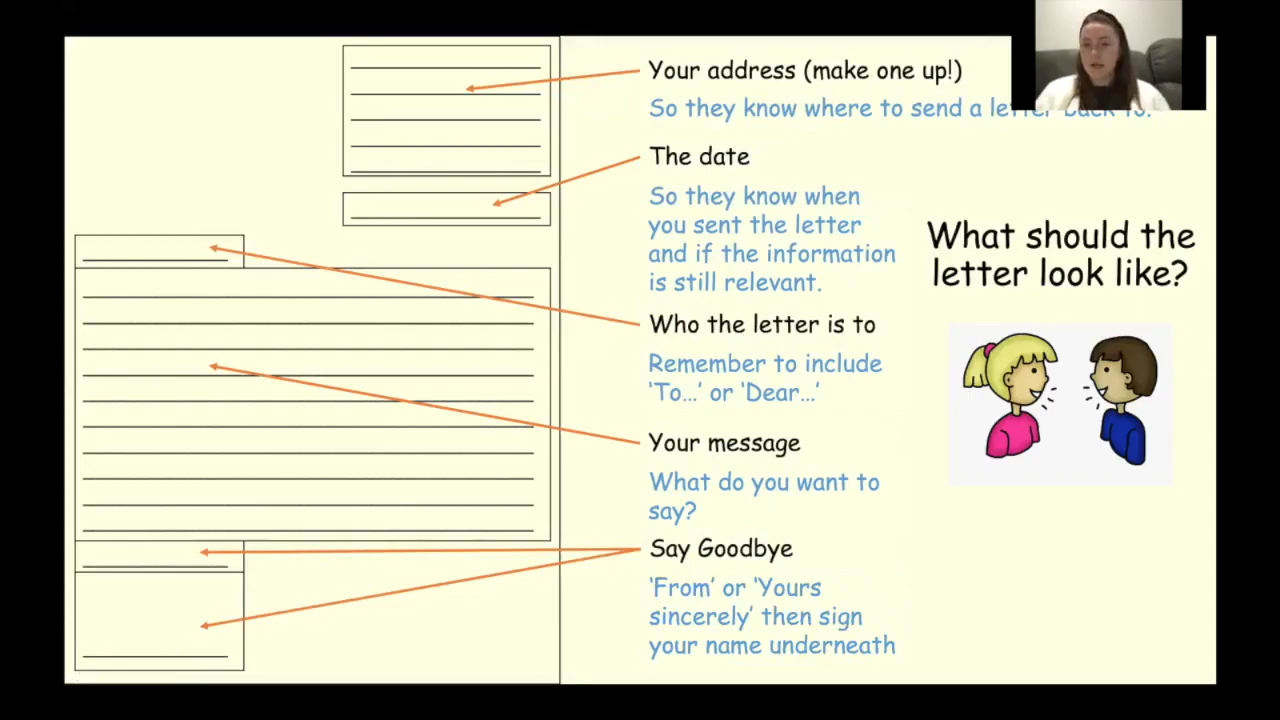 Your address (make one up!)
So they know where to send a letter back to.
The date
So they know when
you sent the letter
and if the information
is still relevant.
Who the letter is to
Remember to include
‘To…’ or ‘Dear…’
Your message
What do you want to
say?
Say Goodbye
‘From’ or ‘Yours
sincerely’ then sign
your name underneath
What should the
letter look like?